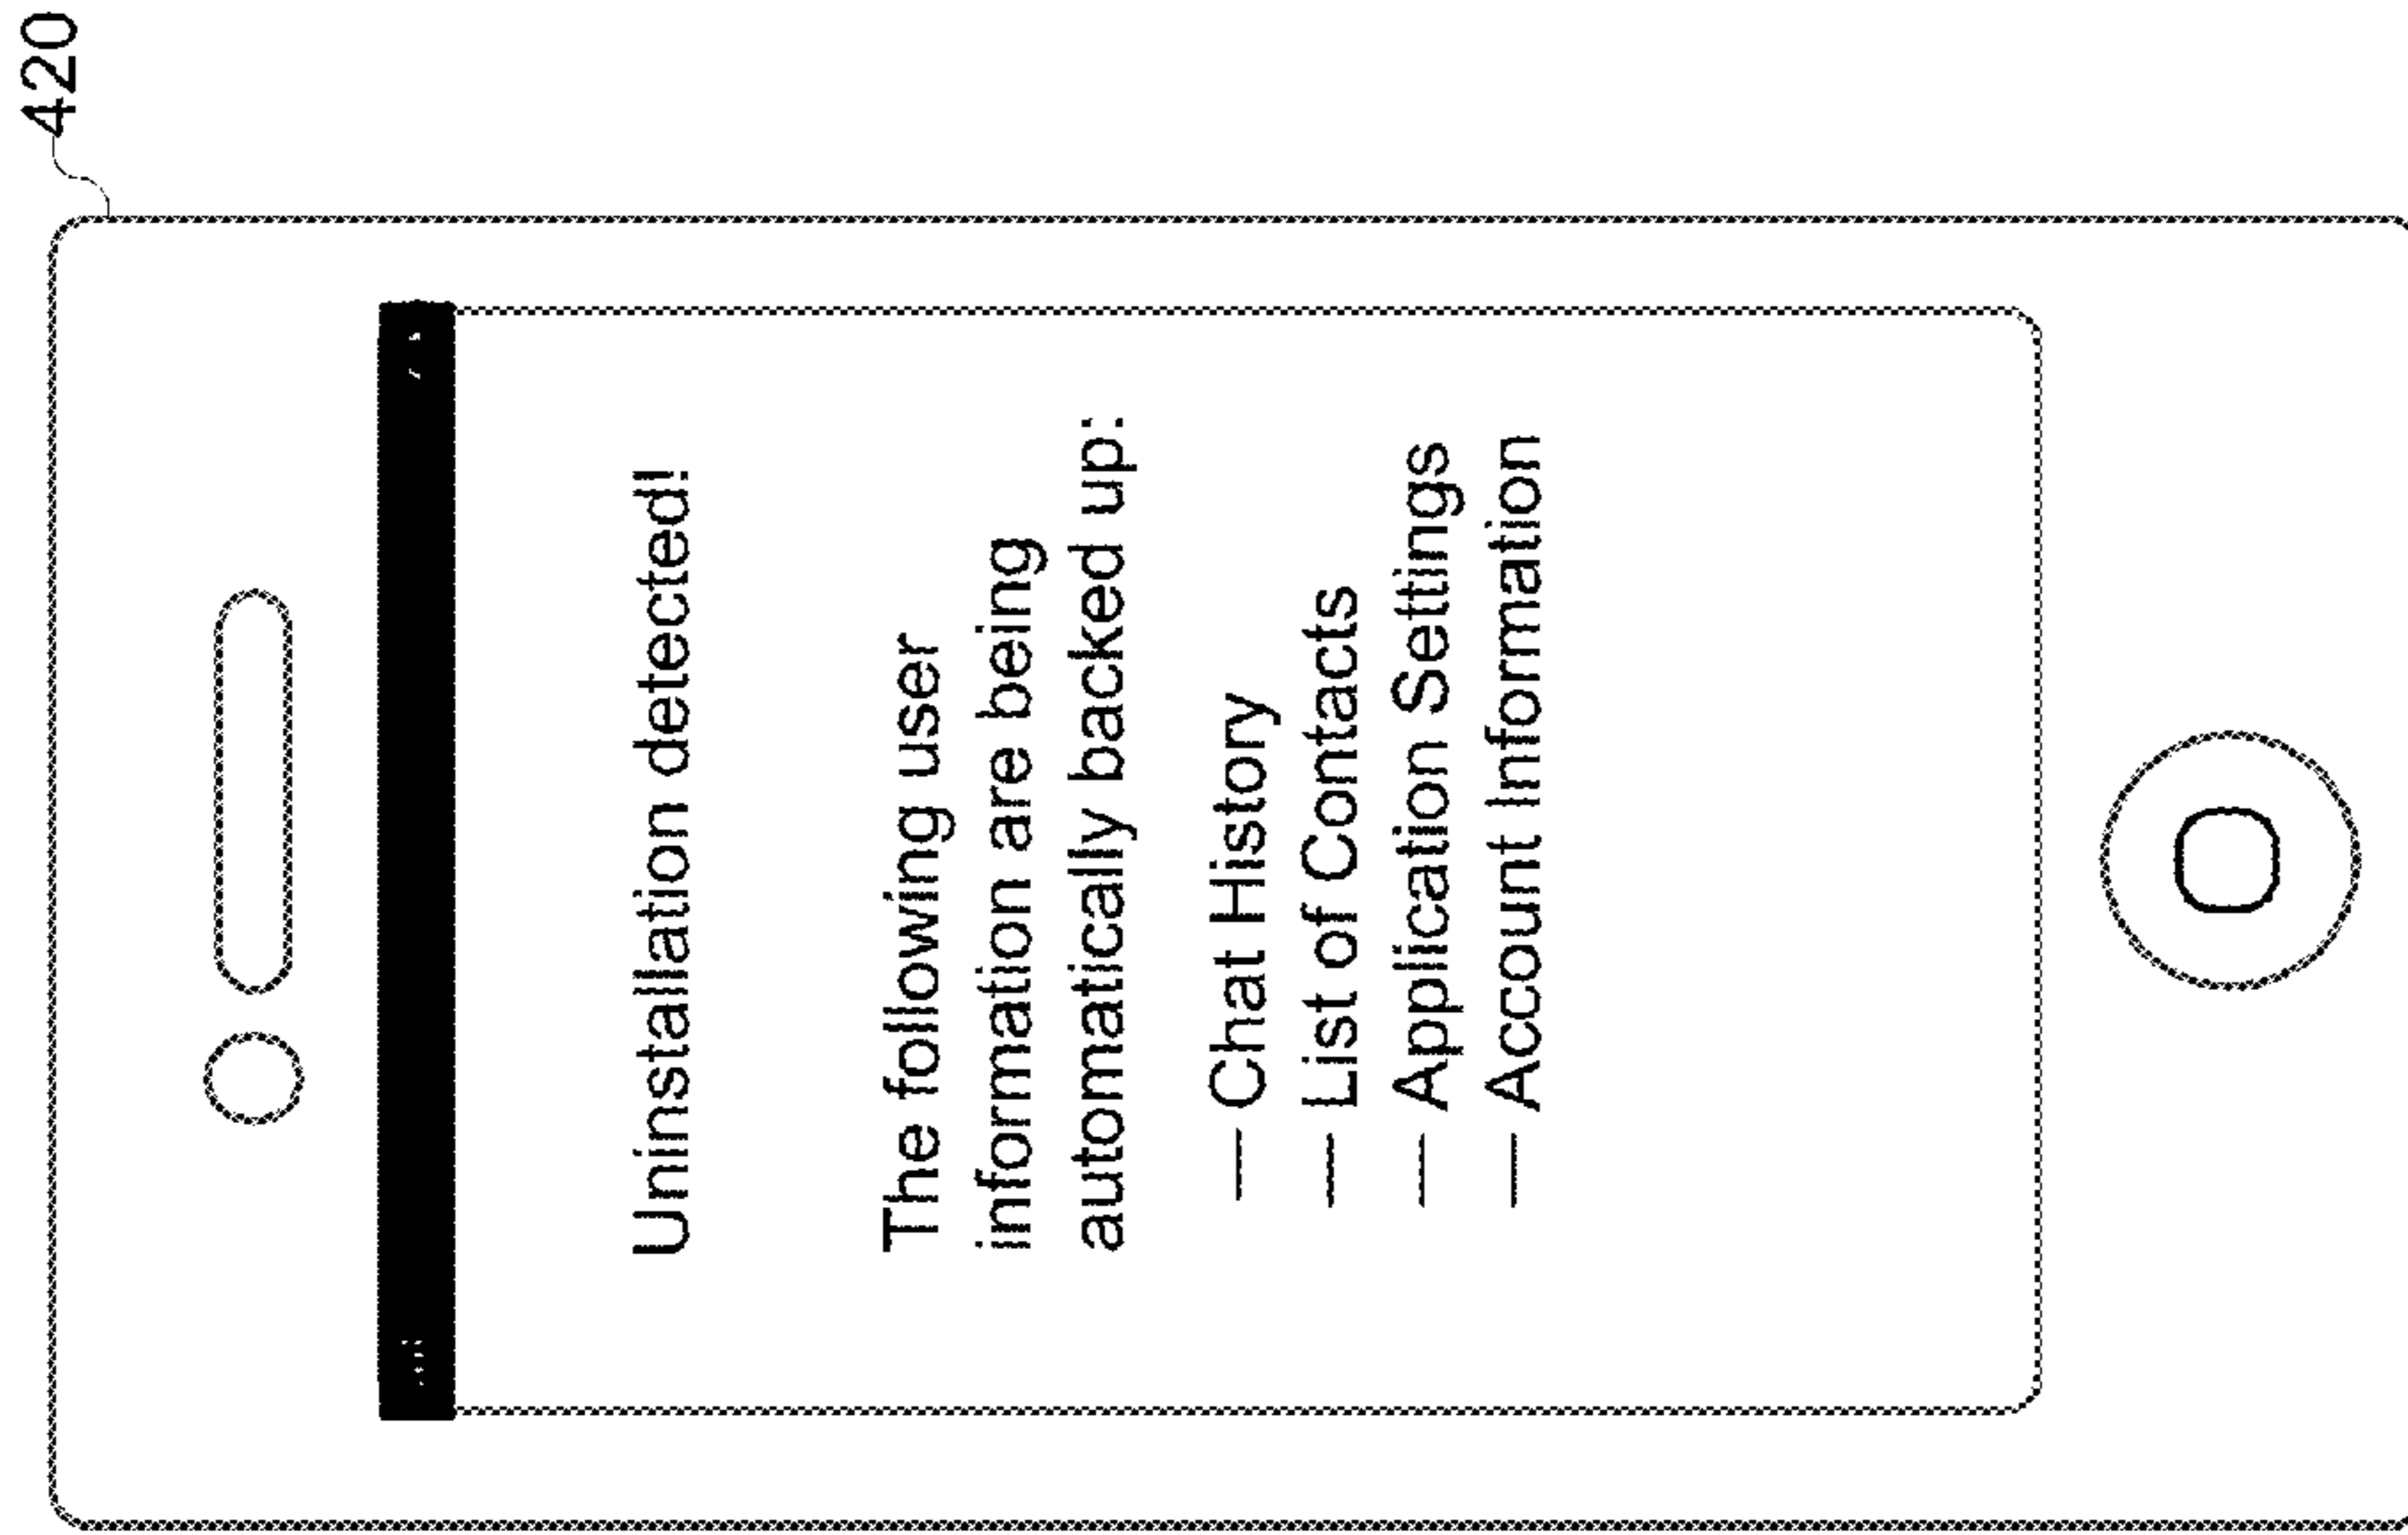 420
Uninstallation detected!
The following user
information are being
automatically backed up:
— Chat History
— List of Contacts
— Application Settings
— Account Information